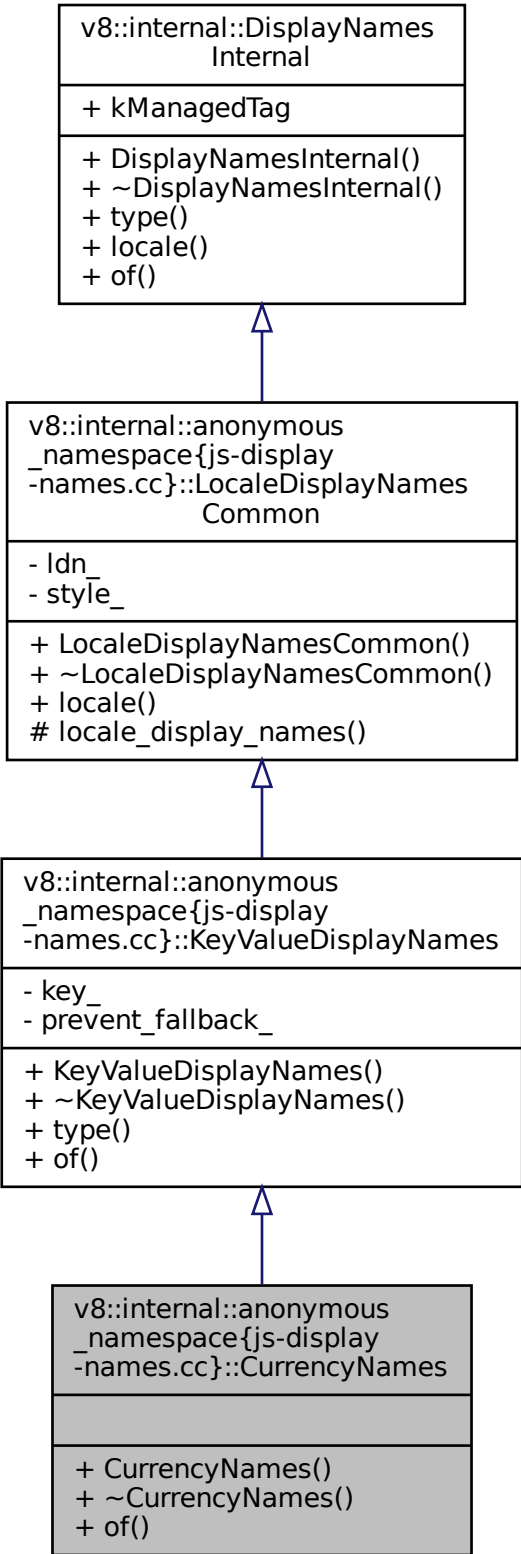 v8::internal::DisplayNames
Internal
+ kManagedTag
+ DisplayNamesInternal()
+ ~DisplayNamesInternal()
+ type()
+ locale()
+ of()
v8::internal::anonymous
_namespace{js-display
-names.cc}::LocaleDisplayNames
Common
- ldn_
- style_
+ LocaleDisplayNamesCommon()
+ ~LocaleDisplayNamesCommon()
+ locale()
# locale_display_names()
v8::internal::anonymous
_namespace{js-display
-names.cc}::KeyValueDisplayNames
- key_
- prevent_fallback_
+ KeyValueDisplayNames()
+ ~KeyValueDisplayNames()
+ type()
+ of()
v8::internal::anonymous
_namespace{js-display
-names.cc}::CurrencyNames
+ CurrencyNames()
+ ~CurrencyNames()
+ of()